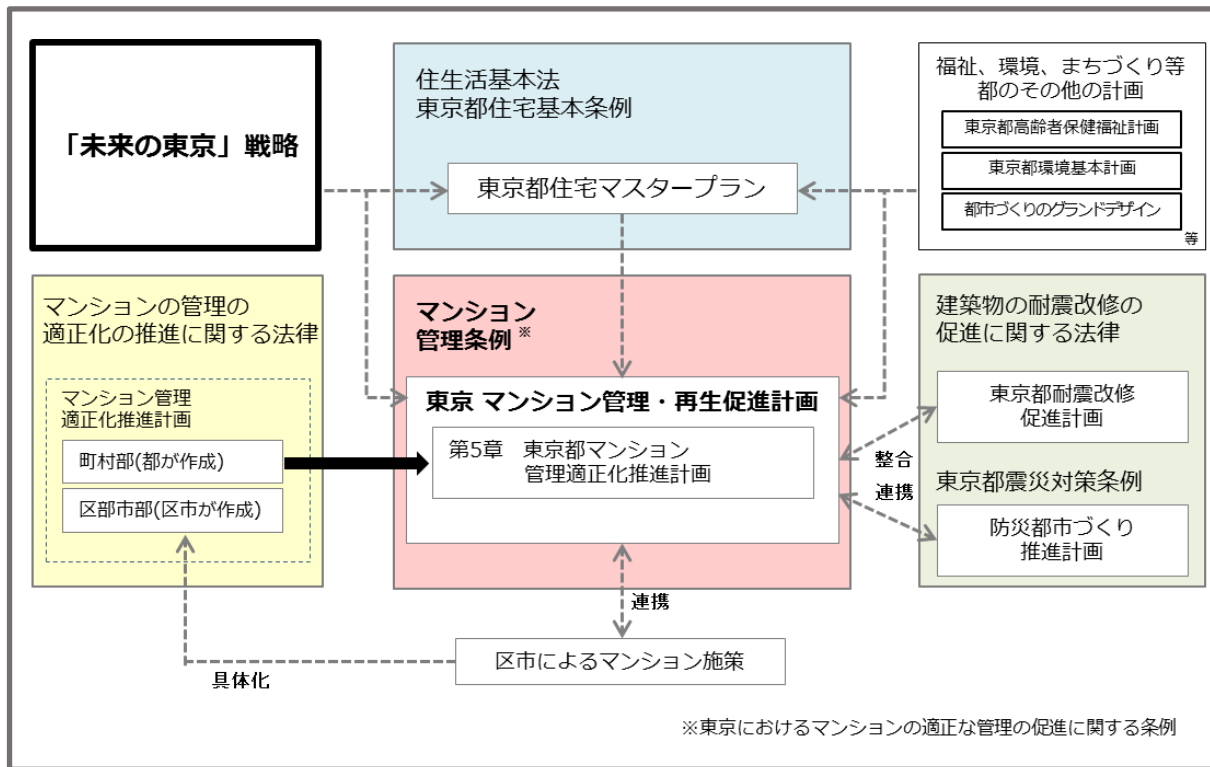 「未来の東京」戦略
住生活基本法
東京都住宅基本条例
東京都住宅マスタープラン
福祉、環境、まちづくり等
都のその他の計画
東京都高齢者保健福祉計画
東京都環境基本計画
都市づくりのグランドデザイン
等
マンションの管理の
適正化の推進に関する法律
マンション管理
適正化推進計画
町村部(都が作成)
区部市部(区市が作成)
マンション
管理条例※
東京 マンション管理・再生促進計画
第5章 東京都マンション
管理適正化推進計画
建築物の耐震改修の
促進に関する法律
東京都耐震改修
促進計画
整合
連携
東京都震災対策条例
防災都市づくり
推進計画
連携
区市によるマンション施策
具体化
※東京におけるマンションの適正な管理の促進に関する条例